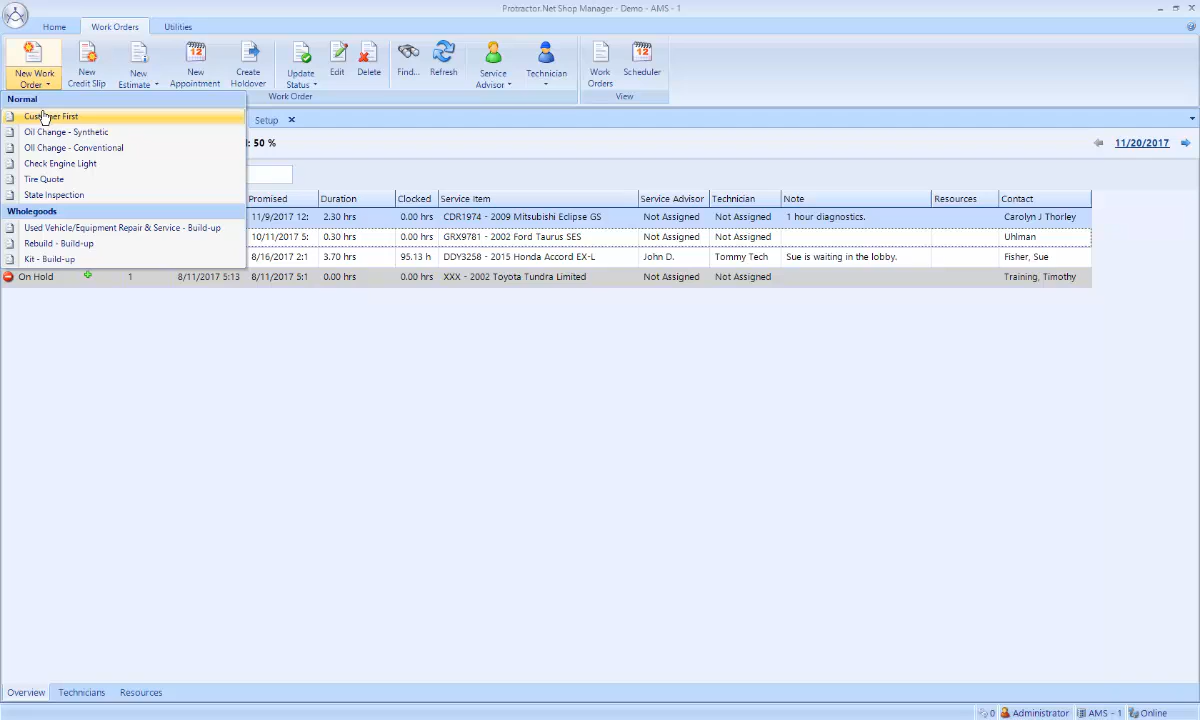 Protractor.Net Shop Manager - Demo - AMS - 1
Home Work Orders Utilities
New Work Order New Credit Slip New Estimate New Appointment Create Holdover Update Status Edit Delete Find... Refresh Service Advisor Technician Work Orders Scheduler
Work Order View
Normal
Customer First
Oil Change - Synthetic
OIl Change - Conventional
Check Engine Light
Tire Quote
State Inspection
Wholegoods
Used Vehicle/Equipment Repair & Service - Build-up
Rebuild - Build-up
Kit - Build-up
Setup
: 50 % 11/20/2017
Promised Duration Clocked Service Item Service Advisor Technician Note Resources Contact
11/9/2017 12: 2.30 hrs 0.00 hrs CDR1974 - 2009 Mitsubishi Eclipse GS Not Assigned Not Assigned 1 hour diagnostics. Carolyn J Thorley
10/11/2017 5: 0.30 hrs 0.00 hrs GRX9781 - 2002 Ford Taurus SES Not Assigned Not Assigned Uhlman
8/16/2017 2:1 3.70 hrs 95.13 h DDY3258 - 2015 Honda Accord EX-L John D. Tommy Tech Sue is waiting in the lobby. Fisher, Sue
On Hold 1 8/11/2017 5:13 8/11/2017 5:1 0.00 hrs 0.00 hrs XXX - 2002 Toyota Tundra Limited Not Assigned Not Assigned Training, Timothy
Overview Technicians Resources
0 Administrator AMS - 1 Online